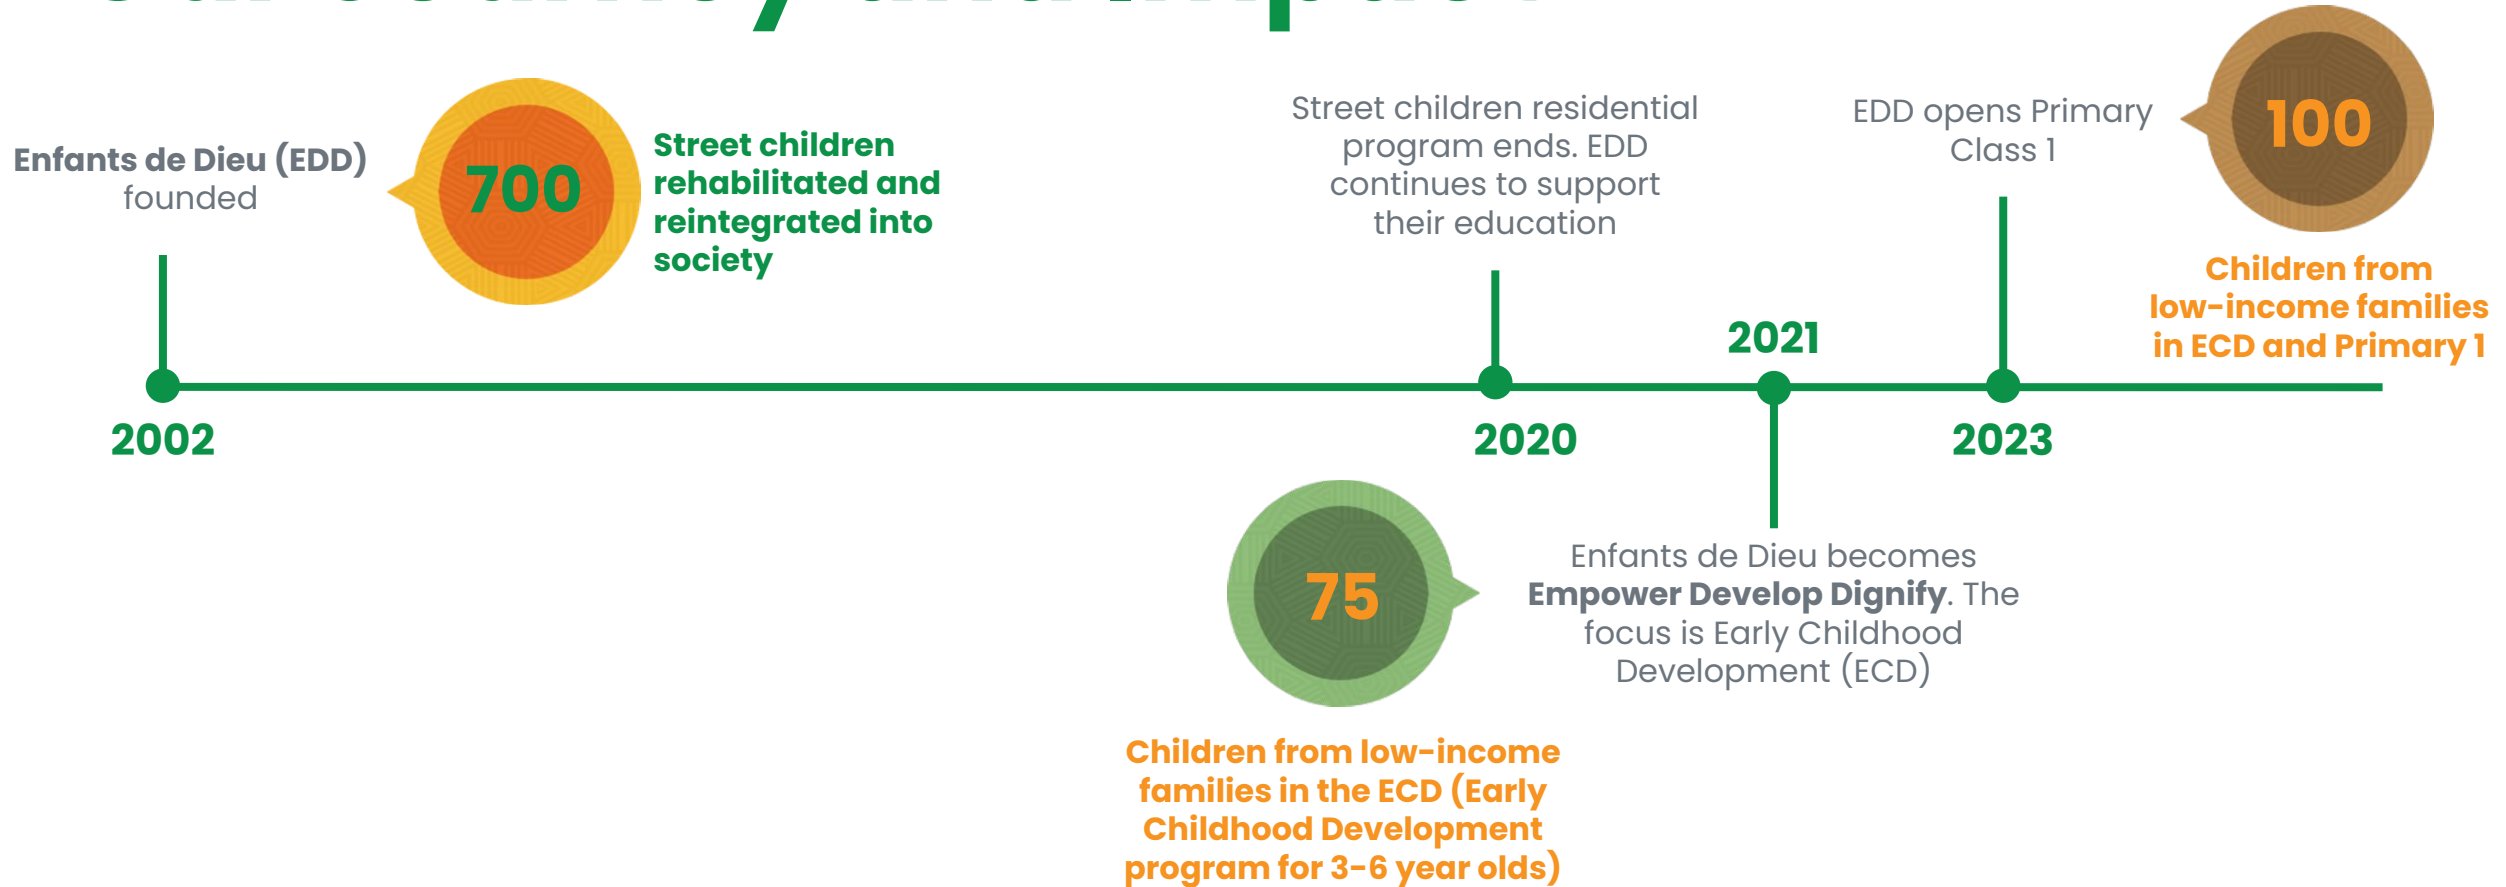 Enfants de Dieu (EDD)
founded
700
Street children
rehabilitated and
reintegrated into
society
2002
Street children residential
program ends. EDD
continues to support
their education
2020
2021
Enfants de Dieu becomes
Empower Develop Dignify. The
focus is Early Childhood
Development (ECD)
75
Children from low-income
families in the ECD (Early
Childhood Development
program for 3-6 year olds)
EDD opens Primary
Class 1
2023
100
Children from
low-income families
in ECD and Primary 1